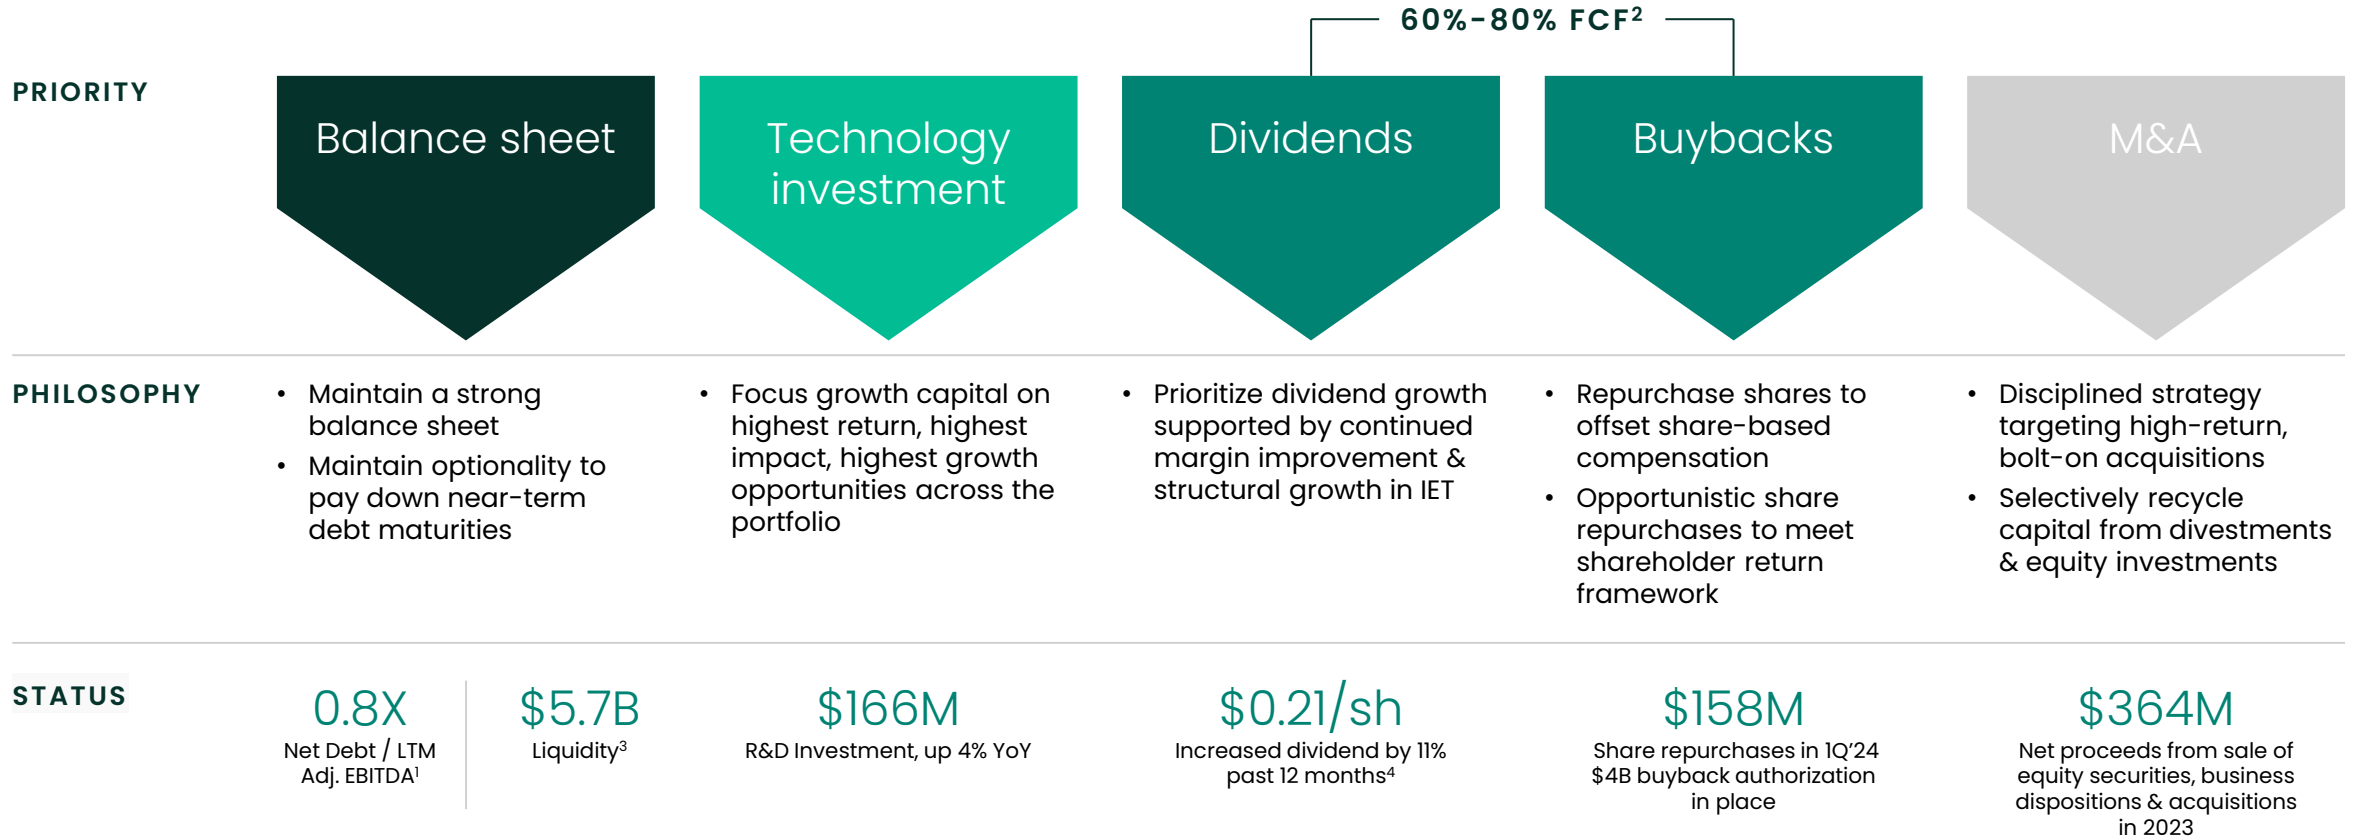 60%-80% FCF²
PRIORITY
Balance sheet
Technology
investment
Dividends
Buybacks
M&A
PHILOSOPHY
• Maintain a strong
balance sheet
• Maintain optionality to
pay down near-term
debt maturities
• Focus growth capital on
highest return, highest
impact, highest growth
opportunities across the
portfolio
• Prioritize dividend growth
supported by continued
margin improvement &
structural growth in IET
• Repurchase shares to
offset share-based
compensation
• Opportunistic share
repurchases to meet
shareholder return
framework
• Disciplined strategy
targeting high-return,
bolt-on acquisitions
• Selectively recycle
capital from divestments
& equity investments
STATUS
0.8X
Net Debt / LTM
Adj. EBITDA¹
$5.7B
Liquidity³
$166M
R&D Investment, up 4% YoY
$0.21/sh
Increased dividend by 11%
past 12 months⁴
$158M
Share repurchases in 1Q’24
$4B buyback authorization
in place
$364M
Net proceeds from sale of
equity securities, business
dispositions & acquisitions
in 2023